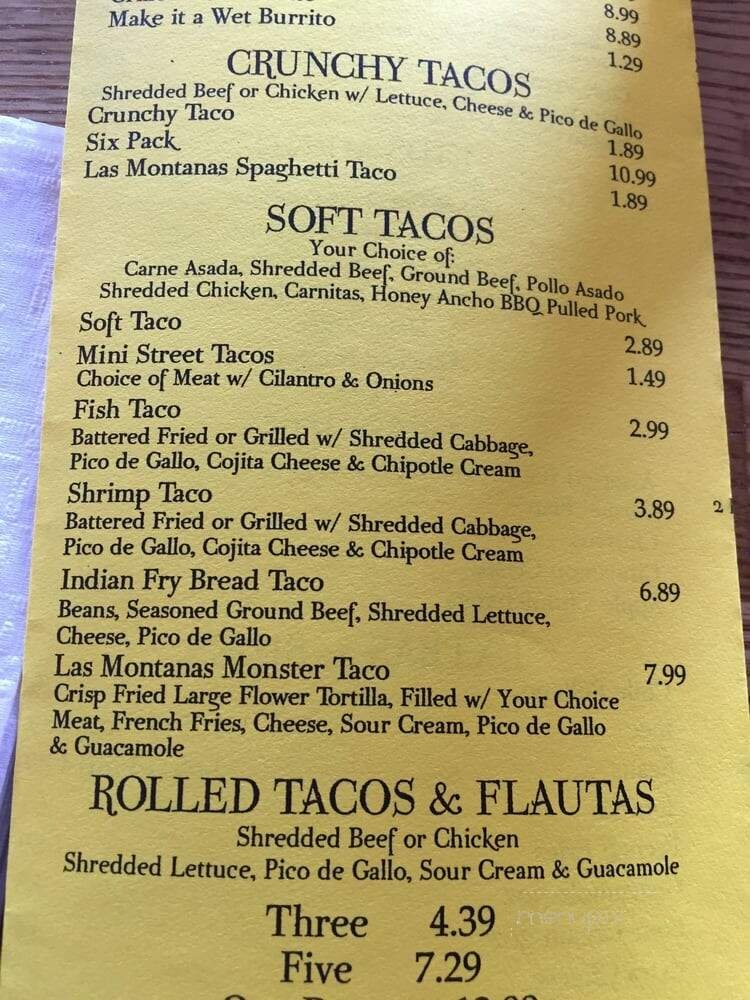 Make it a Wet Burrito
8.99
8.89
1.29
CRUNCHY TACOS
Shredded Beef or Chicken w/ Lettuce, Cheese & Pico de Gallo
Crunchy Taco 1.89
Six Pack 10.99
Las Montanas Spaghetti Taco 1.89
SOFT TACOS
Your Choice of:
Carne Asada, Shredded Beef, Ground Beef, Pollo Asado
Shredded Chicken, Carnitas, Honey Ancho BBQ Pulled Pork
Soft Taco 2.89
Mini Street Tacos 1.49
Choice of Meat w/ Cilantro & Onions
Fish Taco 2.99
Battered Fried or Grilled w/ Shredded Cabbage,
Pico de Gallo, Cojita Cheese & Chipotle Cream
Shrimp Taco 3.89
2
Battered Fried or Grilled w/ Shredded Cabbage,
Pico de Gallo, Cojita Cheese & Chipotle Cream
Indian Fry Bread Taco 6.89
Beans, Seasoned Ground Beef, Shredded Lettuce,
Cheese, Pico de Gallo
Las Montanas Monster Taco 7.99
Crisp Fried Large Flower Tortilla, Filled w/ Your Choice
Meat, French Fries, Cheese, Sour Cream, Pico de Gallo
& Guacamole
ROLLED TACOS & FLAUTAS
Shredded Beef or Chicken
Shredded Lettuce, Pico de Gallo, Sour Cream & Guacamole
Three 4.39
Five 7.29